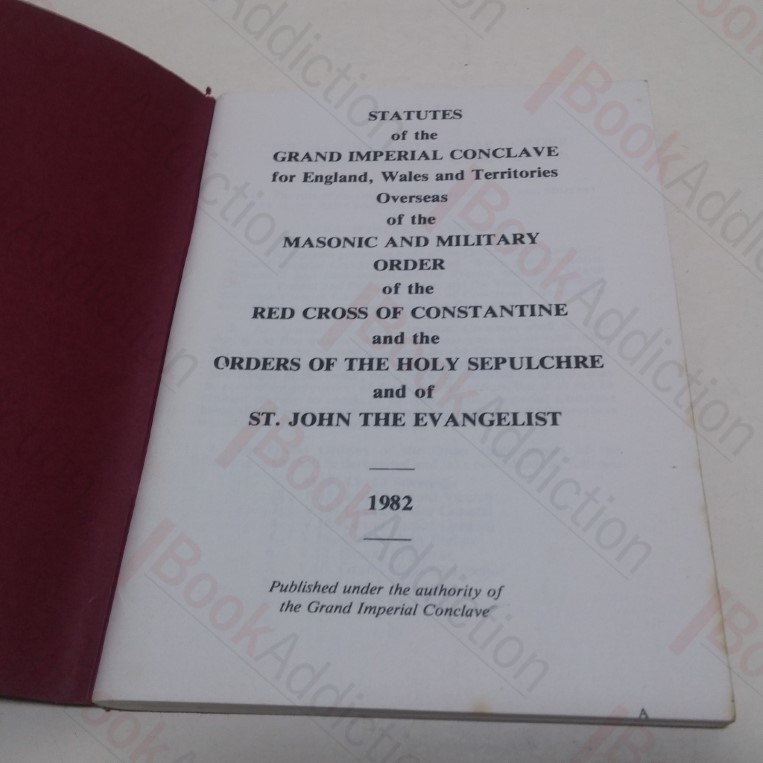 STATUTES
of the
GRAND IMPERIAL CONCLAVE
for England, Wales and Territories
Overseas
of the
MASONIC AND MILITARY
ORDER
of the
RED CROSS OF CONSTANTINE
and the
ORDERS OF THE HOLY SEPULCHRE
and of
ST. JOHN THE EVANGELIST
1982
Published under the authority of
the Grand Imperial Conclave
A
BookAddiction